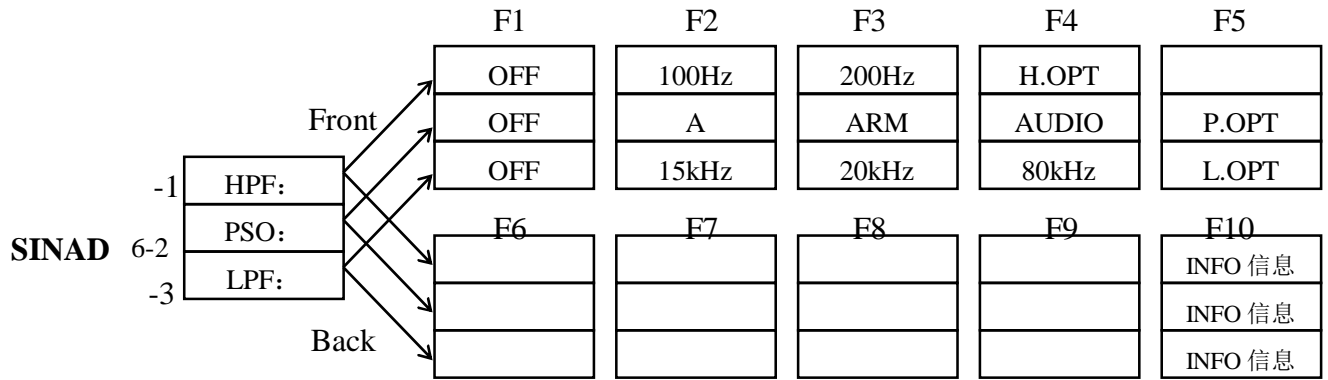 F1 F2 F3 F4 F5
OFF 100Hz 200Hz H.OPT
Front OFF A ARM AUDIO P.OPT
OFF 15kHz 20kHz 80kHz L.OPT
-1 HPF：
SINAD 6-2 PSO：
-3 LPF：
F6 F7 F8 F9 F10
INFO 信息
INFO 信息
Back INFO 信息